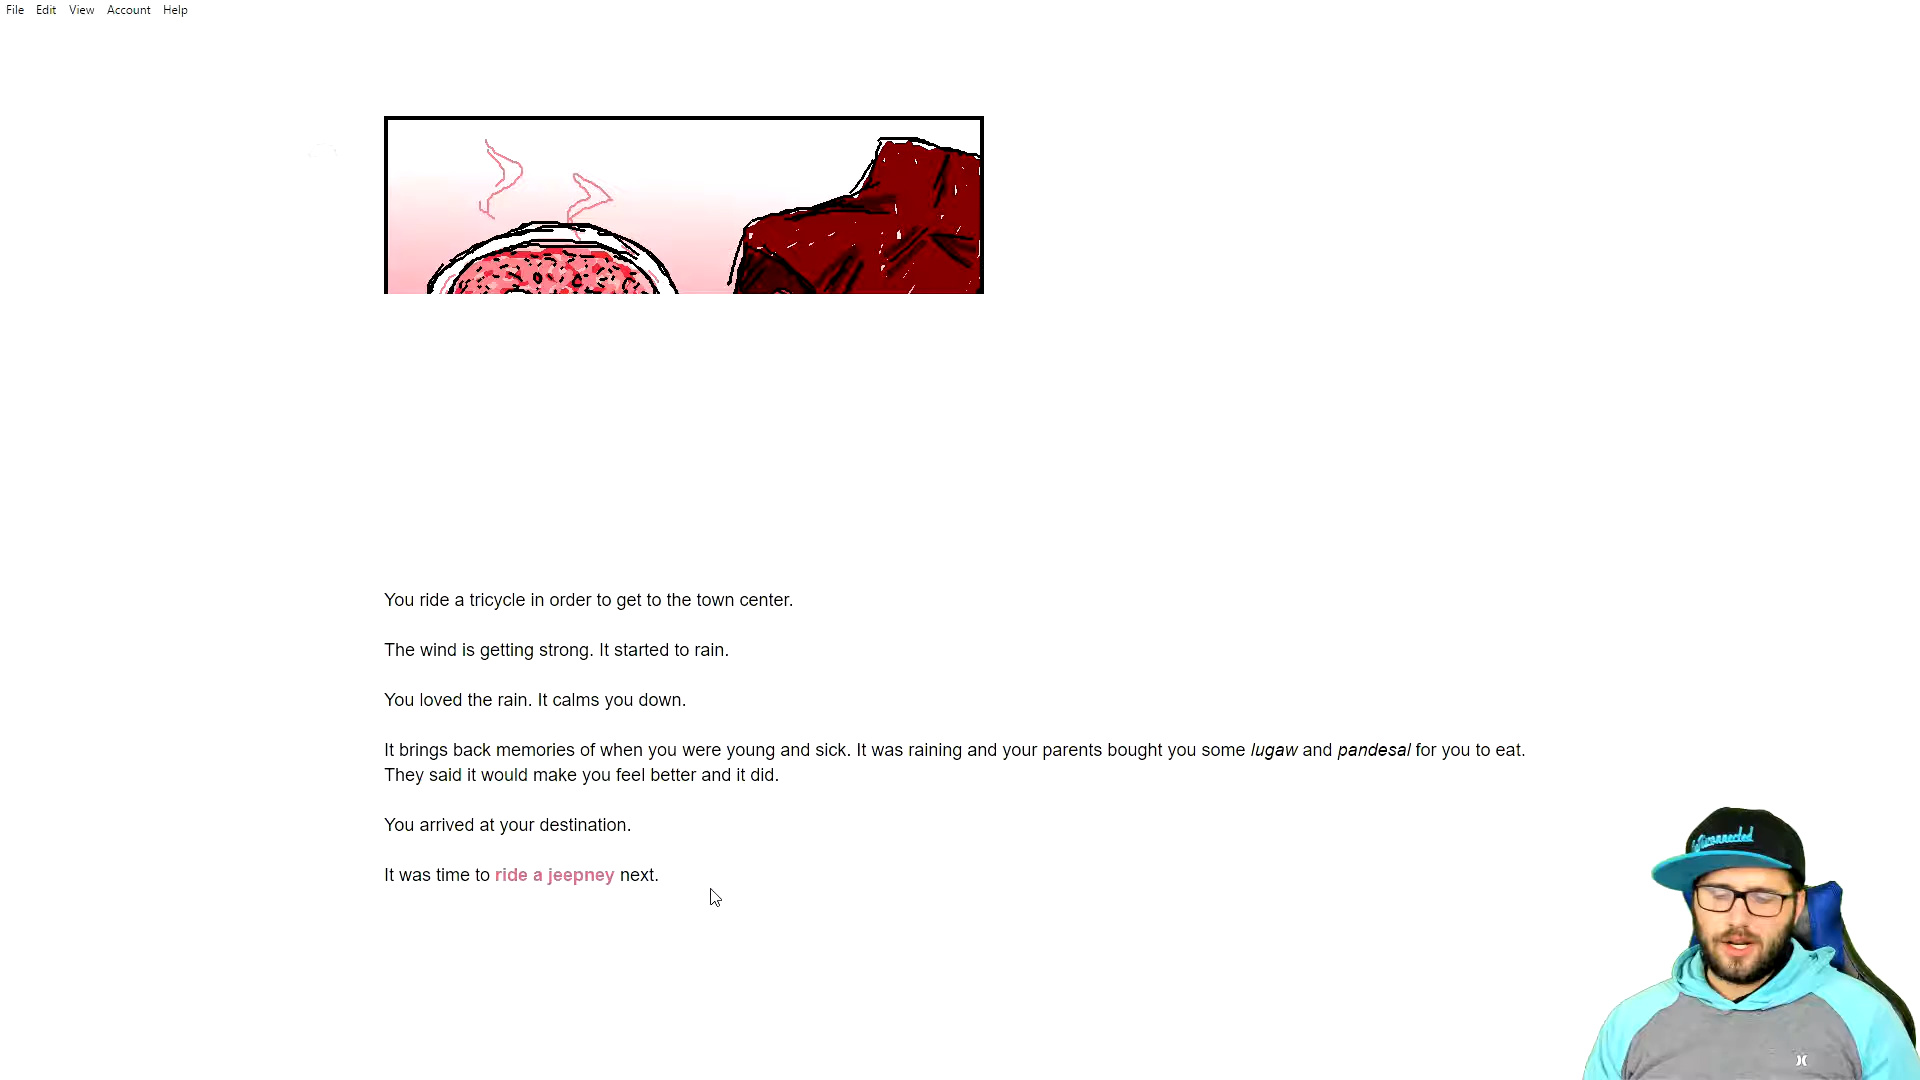 File Edit View Account Help
You ride a tricycle in order to get to the town center.
The wind is getting strong. It started to rain.
You loved the rain. It calms you down.
It brings back memories of when you were young and sick. It was raining and your parents bought you some lugaw and pandesal for you to eat.
They said it would make you feel better and it did.
You arrived at your destination.
It was time to ride a jeepney next.